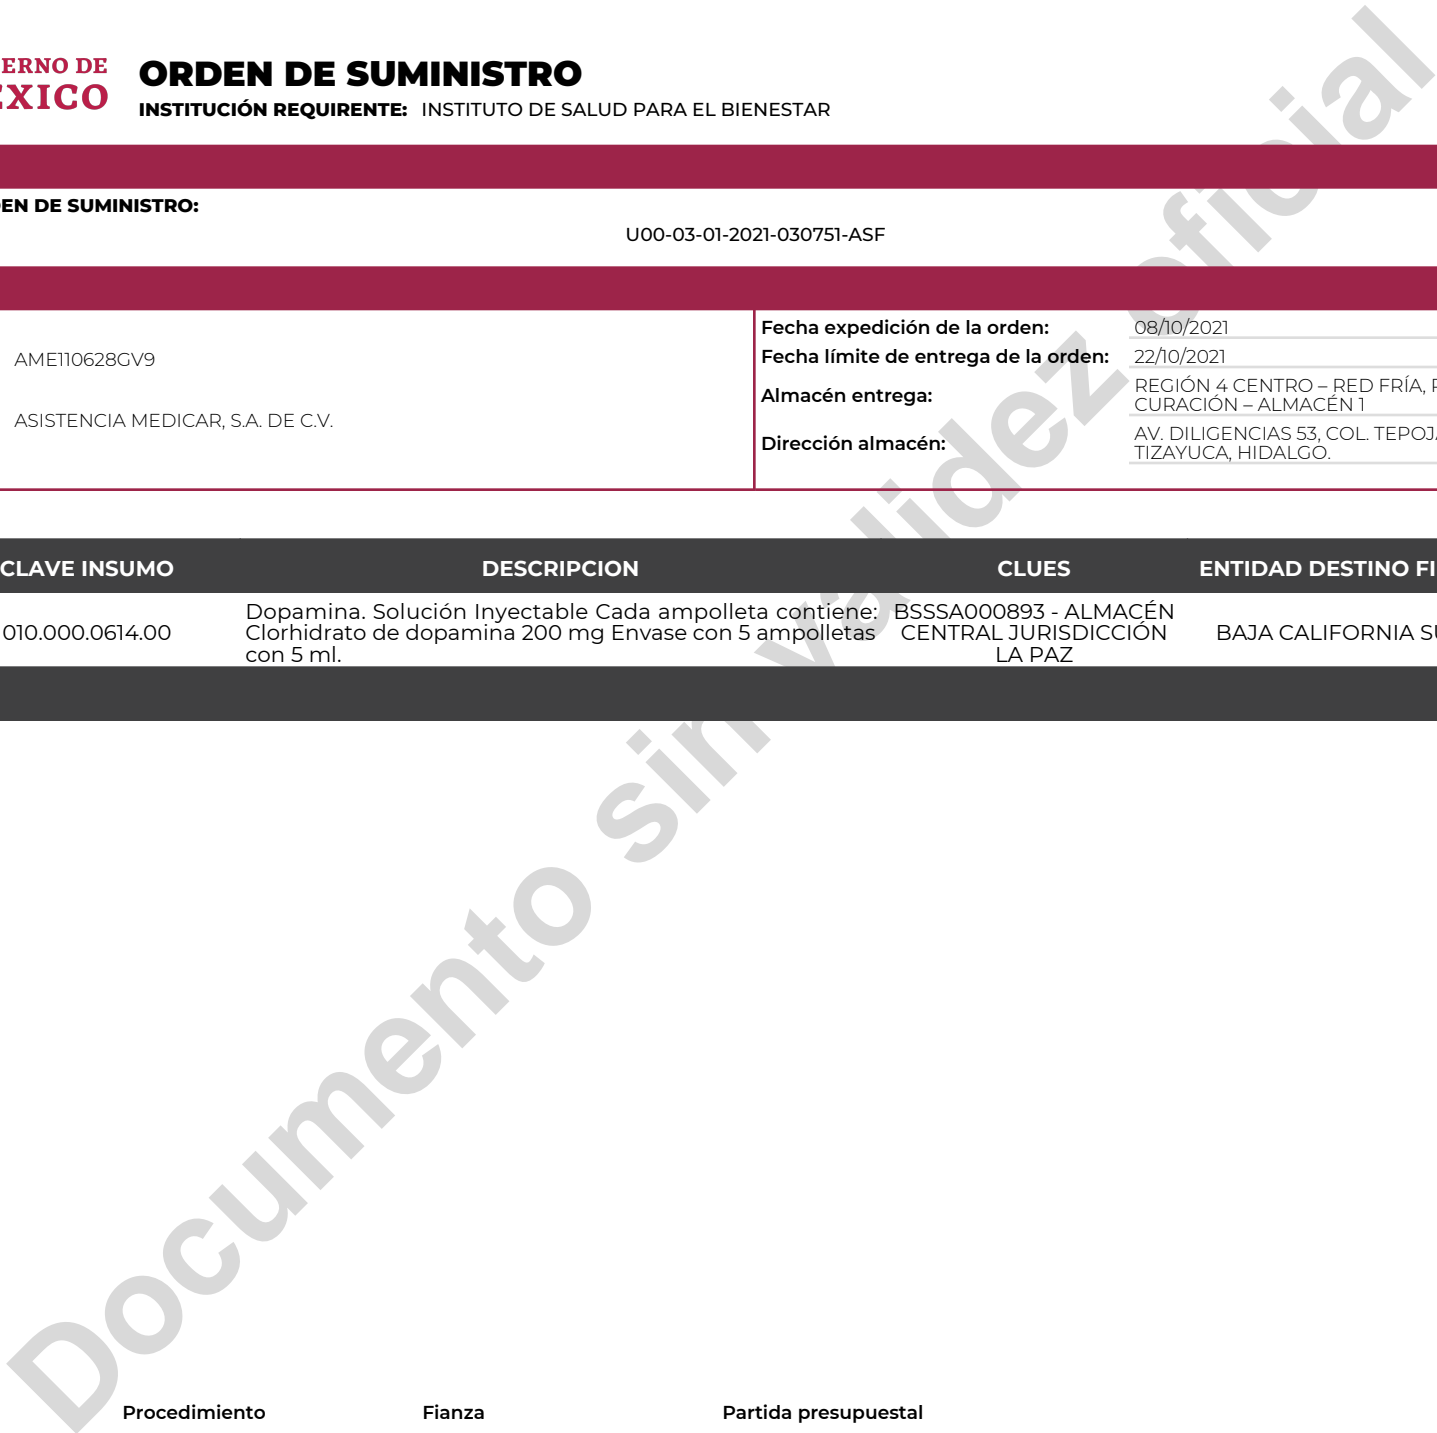 ERNO DE
ÉXICO
ORDEN DE SUMINISTRO
INSTITUCIÓN REQUIRENTE: INSTITUTO DE SALUD PARA EL BIENESTAR
EN DE SUMINISTRO:
U00-03-01-2021-030751-ASF
AME110628GV9
ASISTENCIA MEDICAR, S.A. DE C.V.
Fecha expedición de la orden: 08/10/2021
Fecha límite de entrega de la orden: 22/10/2021
Almacén entrega: REGIÓN 4 CENTRO – RED FRÍA,
CURACIÓN – ALMACÉN 1
Dirección almacén: AV. DILIGENCIAS 53, COL. TEPOJ
TIZAYUCA, HIDALGO.
CLAVE INSUMO DESCRIPCION CLUES ENTIDAD DESTINO FI
010.000.0614.00
Dopamina. Solución Inyectable Cada ampolleta contiene:
Clorhidrato de dopamina 200 mg Envase con 5 ampolletas
con 5 ml.
BSSSA000893 - ALMACÉN
CENTRAL JURISDICCIÓN
LA PAZ
BAJA CALIFORNIA S
Documento sin validez oficial
Procedimiento Fianza Partida presupuestal